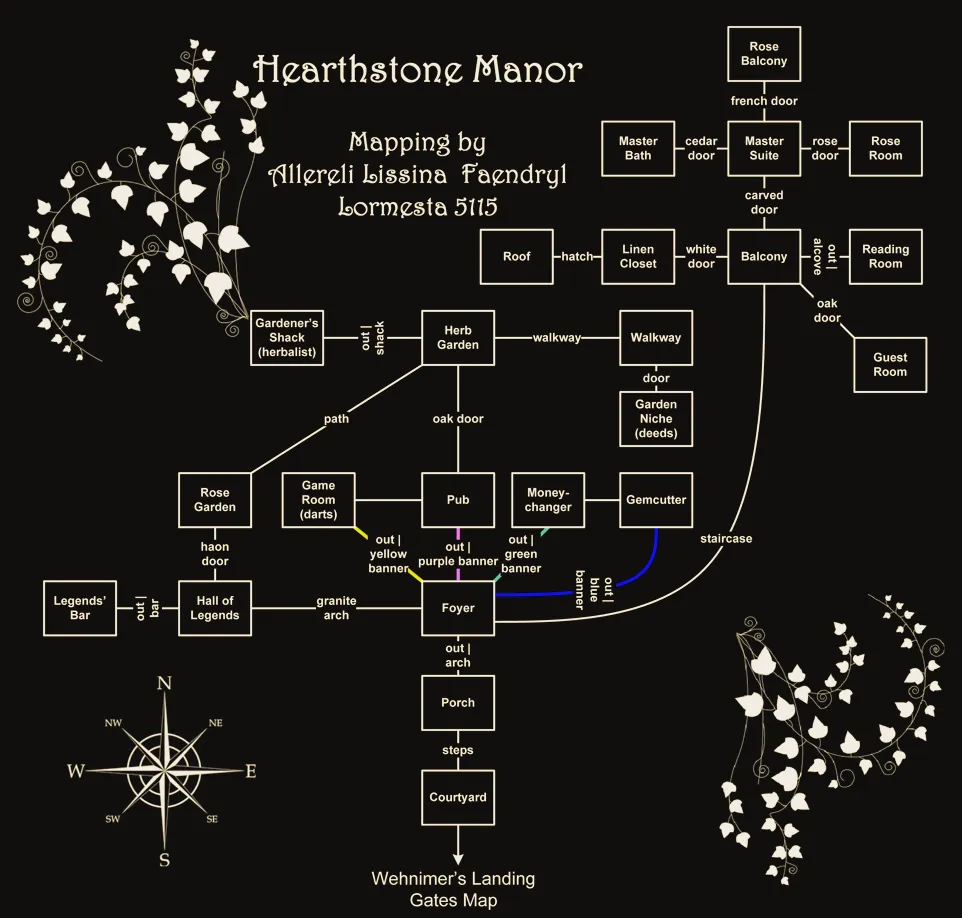 Rose
Balcony
french door
Hearthstone Manor
Mapping by
Allereli Lissina Faendryl
Lormesta 5115
Master
Bath
cedar
door
Master
Suite
rose
door
Rose
Room
carved
door
Roof
hatch
Linen
Closet
white
door
Balcony
out |
alcove
Reading
Room
oak
door
Guest
Room
Gardener's
Shack
(herbalist)
out |
shack
Herb
Garden
walkway
Walkway
door
Garden
Niche
(deeds)
path
oak door
Rose
Garden
Game
Room
(darts)
Pub
Money-
changer
Gemcutter
haon
door
out |
yellow
banner
out |
purple banner
out |
green
banner
out |
blue
banner
staircase
Legends'
Bar
out |
bar
Hall of
Legends
granite
arch
Foyer
out |
arch
Porch
steps
Courtyard
Wehnimer's Landing
Gates Map
N
NW
NE
W
E
SW
SE
S